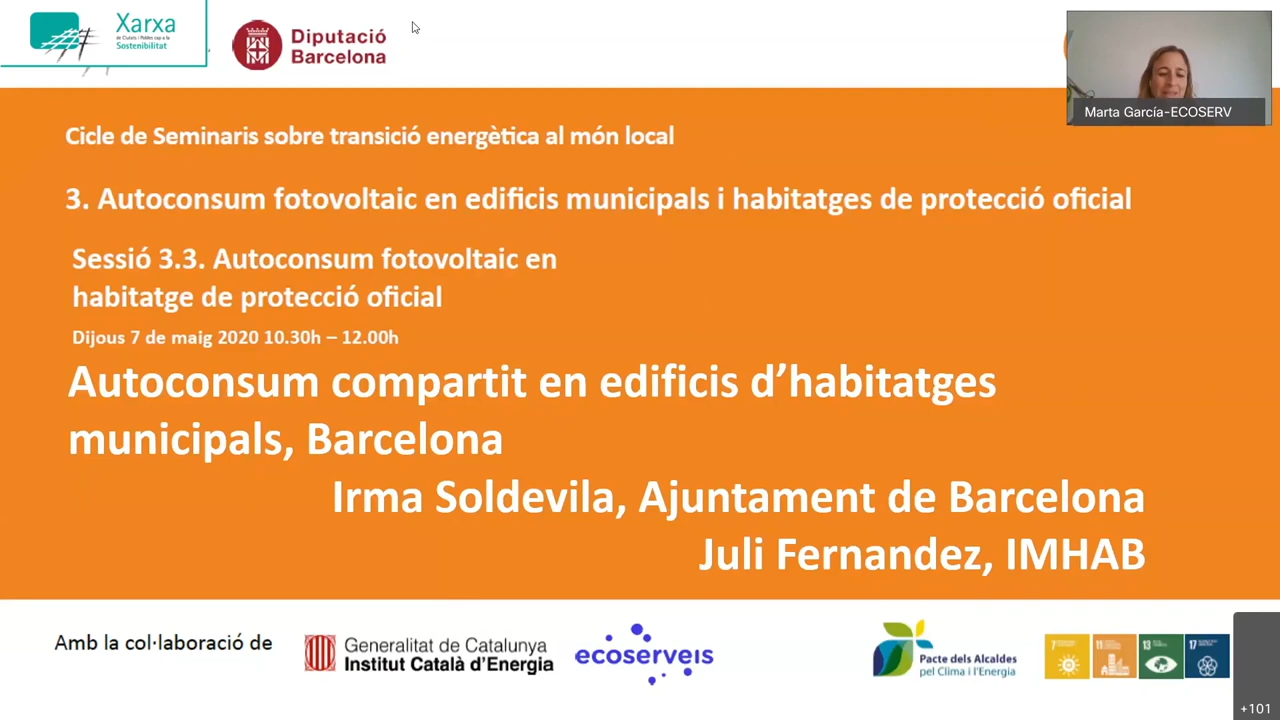 Xarxa
de Ciutats i Pobles cap a la
Sostenibilitat
Diputació
Barcelona
Marta García-ECOSERV
Cicle de Seminaris sobre transició energètica al món local
3. Autoconsum fotovoltaic en edificis municipals i habitatges de protecció oficial
Sessió 3.3. Autoconsum fotovoltaic en
habitatge de protecció oficial
Dijous 7 de maig 2020 10.30h – 12.00h
Autoconsum compartit en edificis d’habitatges
municipals, Barcelona
Irma Soldevila, Ajuntament de Barcelona
Juli Fernandez, IMHAB
Amb la col·laboració de
Generalitat de Catalunya
Institut Català d'Energia
ecoserveis
Pacte dels Alcaldes
pel Clima i l'Energia
7
11
13
17
+101